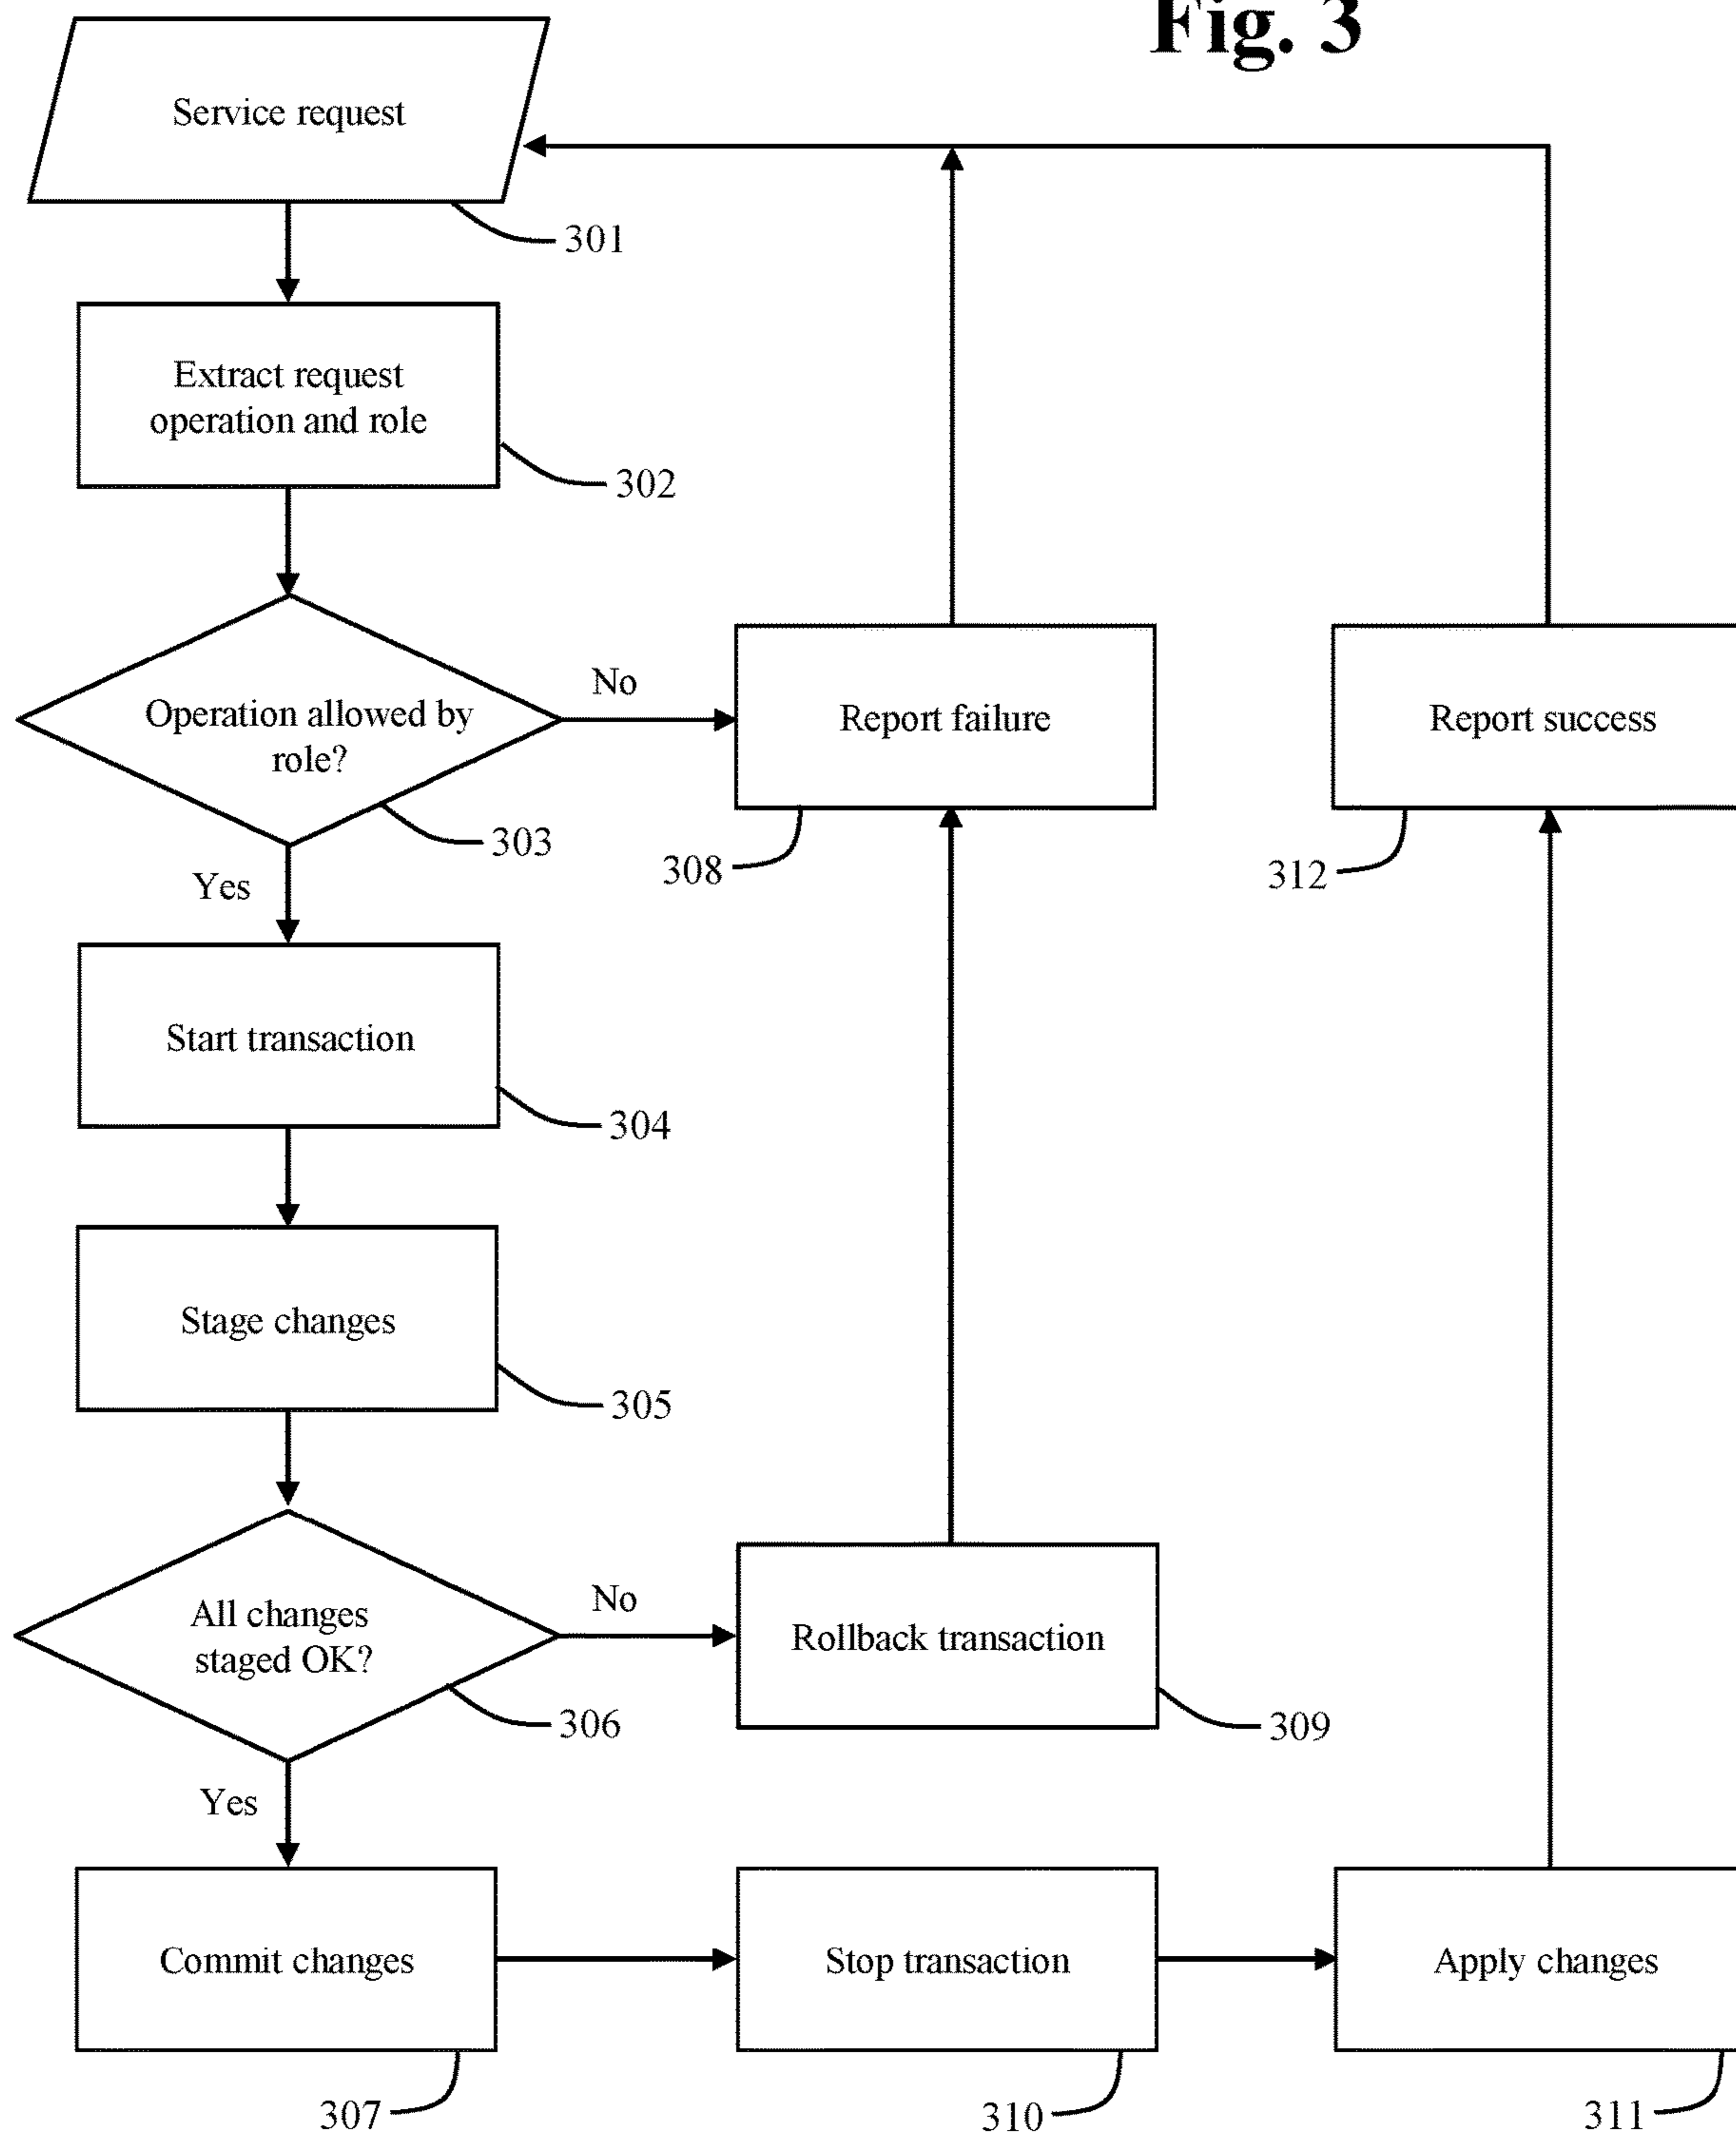 Fig. 3
Service request
301
Extract request
operation and role
302
Operation allowed by
role?
303
No
Report failure
308
Report success
312
Yes
Start transaction
304
Stage changes
305
All changes
staged OK?
306
No
Rollback transaction
309
Yes
Commit changes
307
Stop transaction
310
Apply changes
311